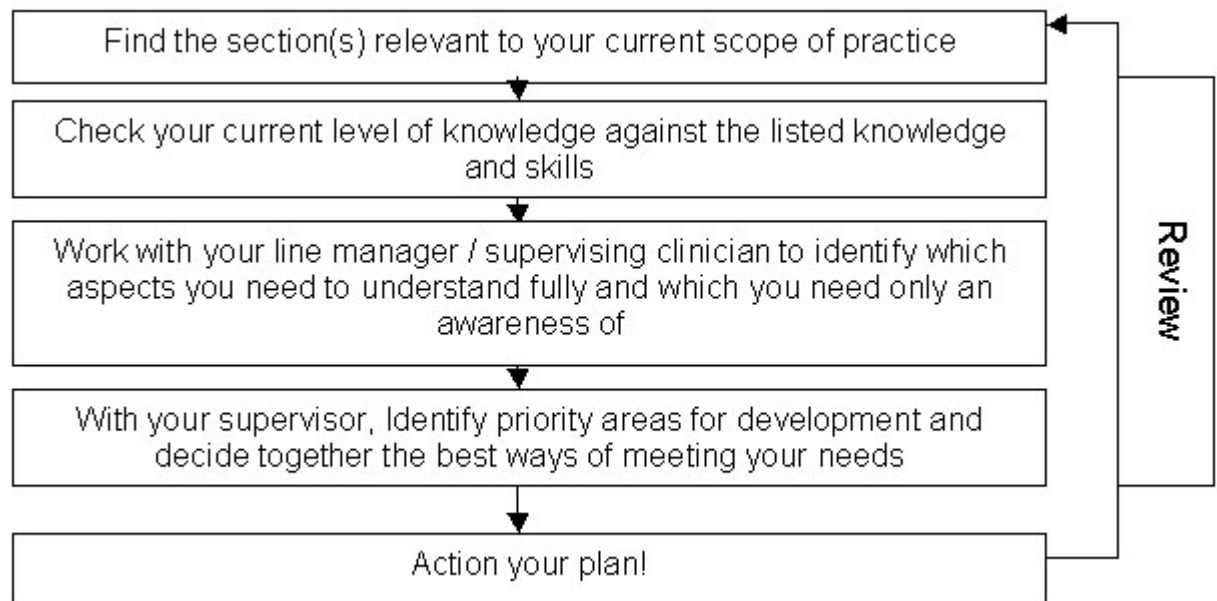 Find the section(s) relevant to your current scope of practice
Check your current level of knowledge against the listed knowledge
and skills
Work with your line manager / supervising clinician to identify which
aspects you need to understand fully and which you need only an
awareness of
With your supervisor, Identify priority areas for development and
decide together the best ways of meeting your needs
Action your plan!
Review